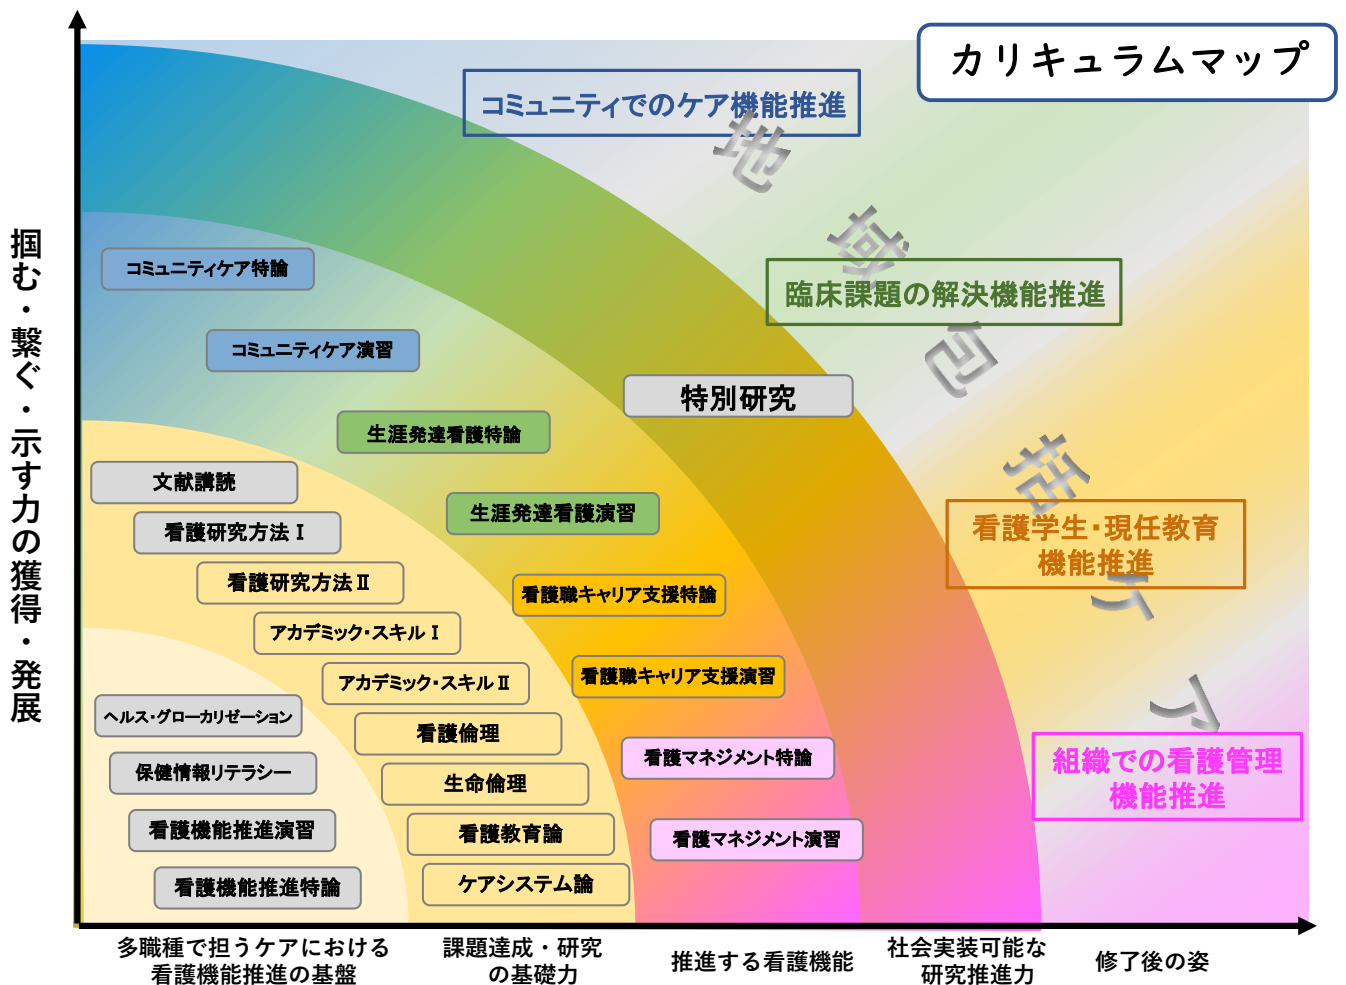 カリキュラムマップ
コミュニティでのケア機能推進
地域包括ケア
臨床課題の解決機能推進
看護学生・現任教育
機能推進
組織での看護管理
機能推進
掴む・繋ぐ・示す力の獲得・発展
コミュニティケア特論
コミュニティケア演習
特別研究
生涯発達看護特論
生涯発達看護演習
看護職キャリア支援特論
看護職キャリア支援演習
看護マネジメント特論
看護マネジメント演習
文献講読
看護研究方法Ⅰ
看護研究方法Ⅱ
アカデミック・スキルⅠ
アカデミック・スキルⅡ
看護倫理
生命倫理
看護教育論
ケアシステム論
ヘルス・グローカリゼーション
保健情報リテラシー
看護機能推進演習
看護機能推進特論
多職種で担うケアにおける
看護機能推進の基盤
課題達成・研究
の基礎力
推進する看護機能
社会実装可能な
研究推進力
修了後の姿